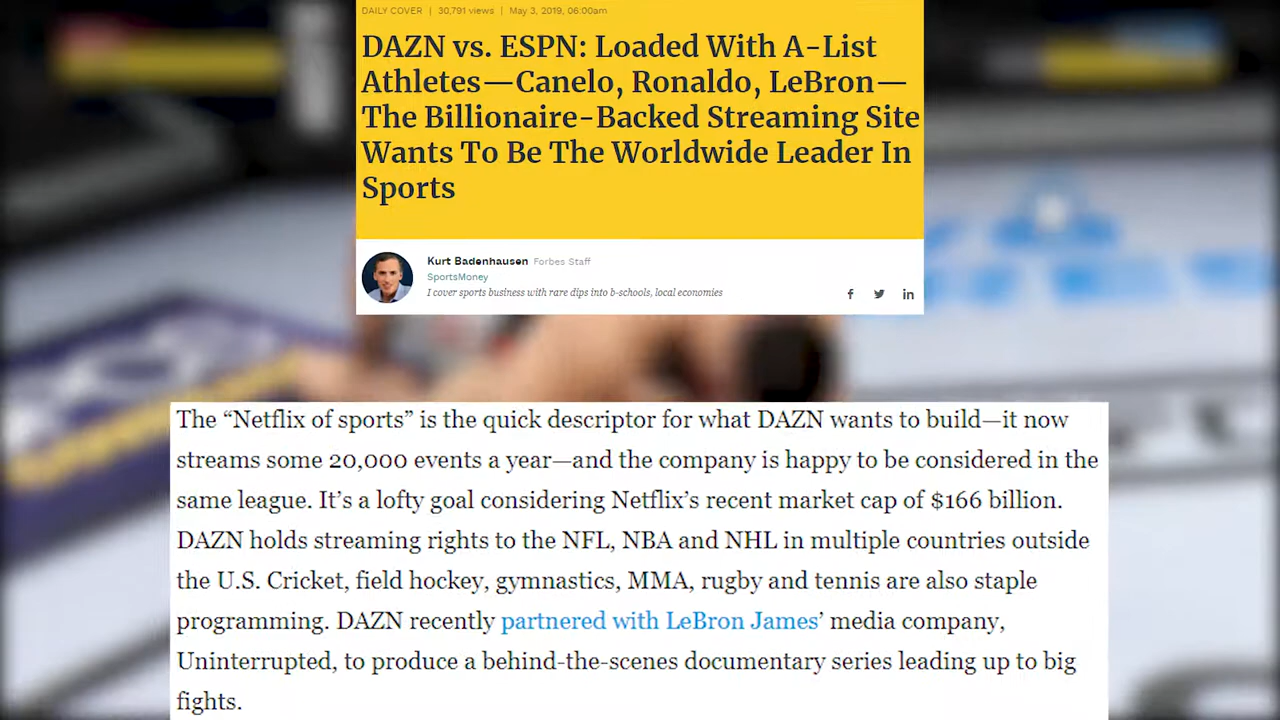 DAILY COVER | 30,791 views | May 3, 2019, 06:00am
DAZN vs. ESPN: Loaded With A-List
Athletes—Canelo, Ronaldo, LeBron—
The Billionaire-Backed Streaming Site
Wants To Be The Worldwide Leader In
Sports
Kurt Badenhausen Forbes Staff
SportsMoney
I cover sports business with rare dips into b-schools, local economies
The “Netflix of sports” is the quick descriptor for what DAZN wants to build—it now
streams some 20,000 events a year—and the company is happy to be considered in the
same league. It’s a lofty goal considering Netflix’s recent market cap of $166 billion.
DAZN holds streaming rights to the NFL, NBA and NHL in multiple countries outside
the U.S. Cricket, field hockey, gymnastics, MMA, rugby and tennis are also staple
programming. DAZN recently partnered with LeBron James’ media company,
Uninterrupted, to produce a behind-the-scenes documentary series leading up to big
fights.